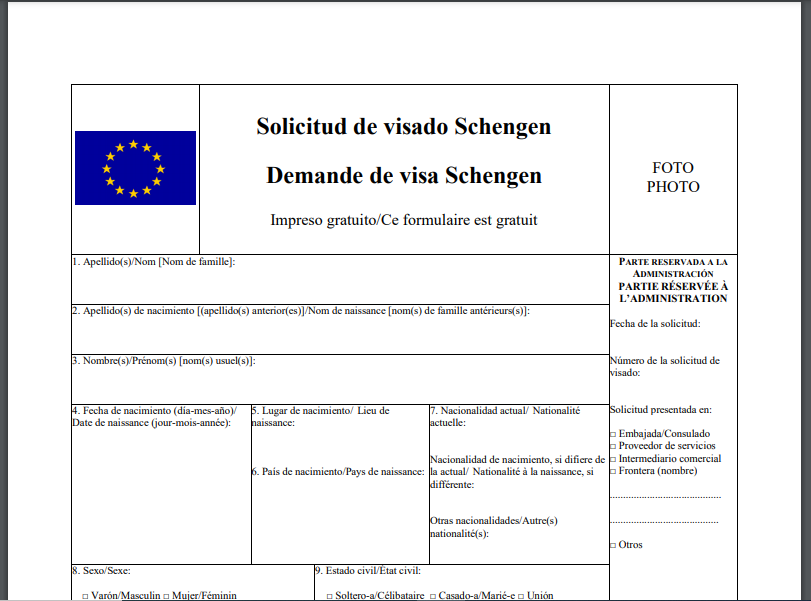 Solicitud de visado Schengen
Demande de visa Schengen
Impreso gratuito/Ce formulaire est gratuit
FOTO
PHOTO
1. Apellido(s)/Nom [Nom de famille]:
2. Apellido(s) de nacimiento [(apellido(s) anterior(es)]/Nom de naissance [nom(s) de famille antérieurs(s)]:
3. Nombre(s)/Prénom(s) [nom(s) usuel(s)]:
4. Fecha de nacimiento (día-mes-año)/
Date de naissance (jour-mois-année):
5. Lugar de nacimiento/ Lieu de
naissance:
6. País de nacimiento/Pays de naissance:
7. Nacionalidad actual/ Nationalité
actuelle:
Nacionalidad de nacimiento, si difiere de
la actual/ Nationalité à la naissance, si
différente:
Otras nacionalidades/Autre(s)
nationalité(s):
8. Sexo/Sexe:
□ Varón/Masculin □ Mujer/Féminin
9. Estado civil/État civil:
□ Soltero-a/Célibataire □ Casado-a/Marié-e □ Unión
PARTE RESERVADA A LA
ADMINISTRACIÓN
PARTIE RÉSERVÉE À
L'ADMINISTRATION
Fecha de la solicitud:
Número de la solicitud de
visado:
Solicitud presentada en:
□ Embajada/Consulado
□ Proveedor de servicios
□ Intermediario comercial
□ Frontera (nombre)
..........................................
.........................................
□ Otros